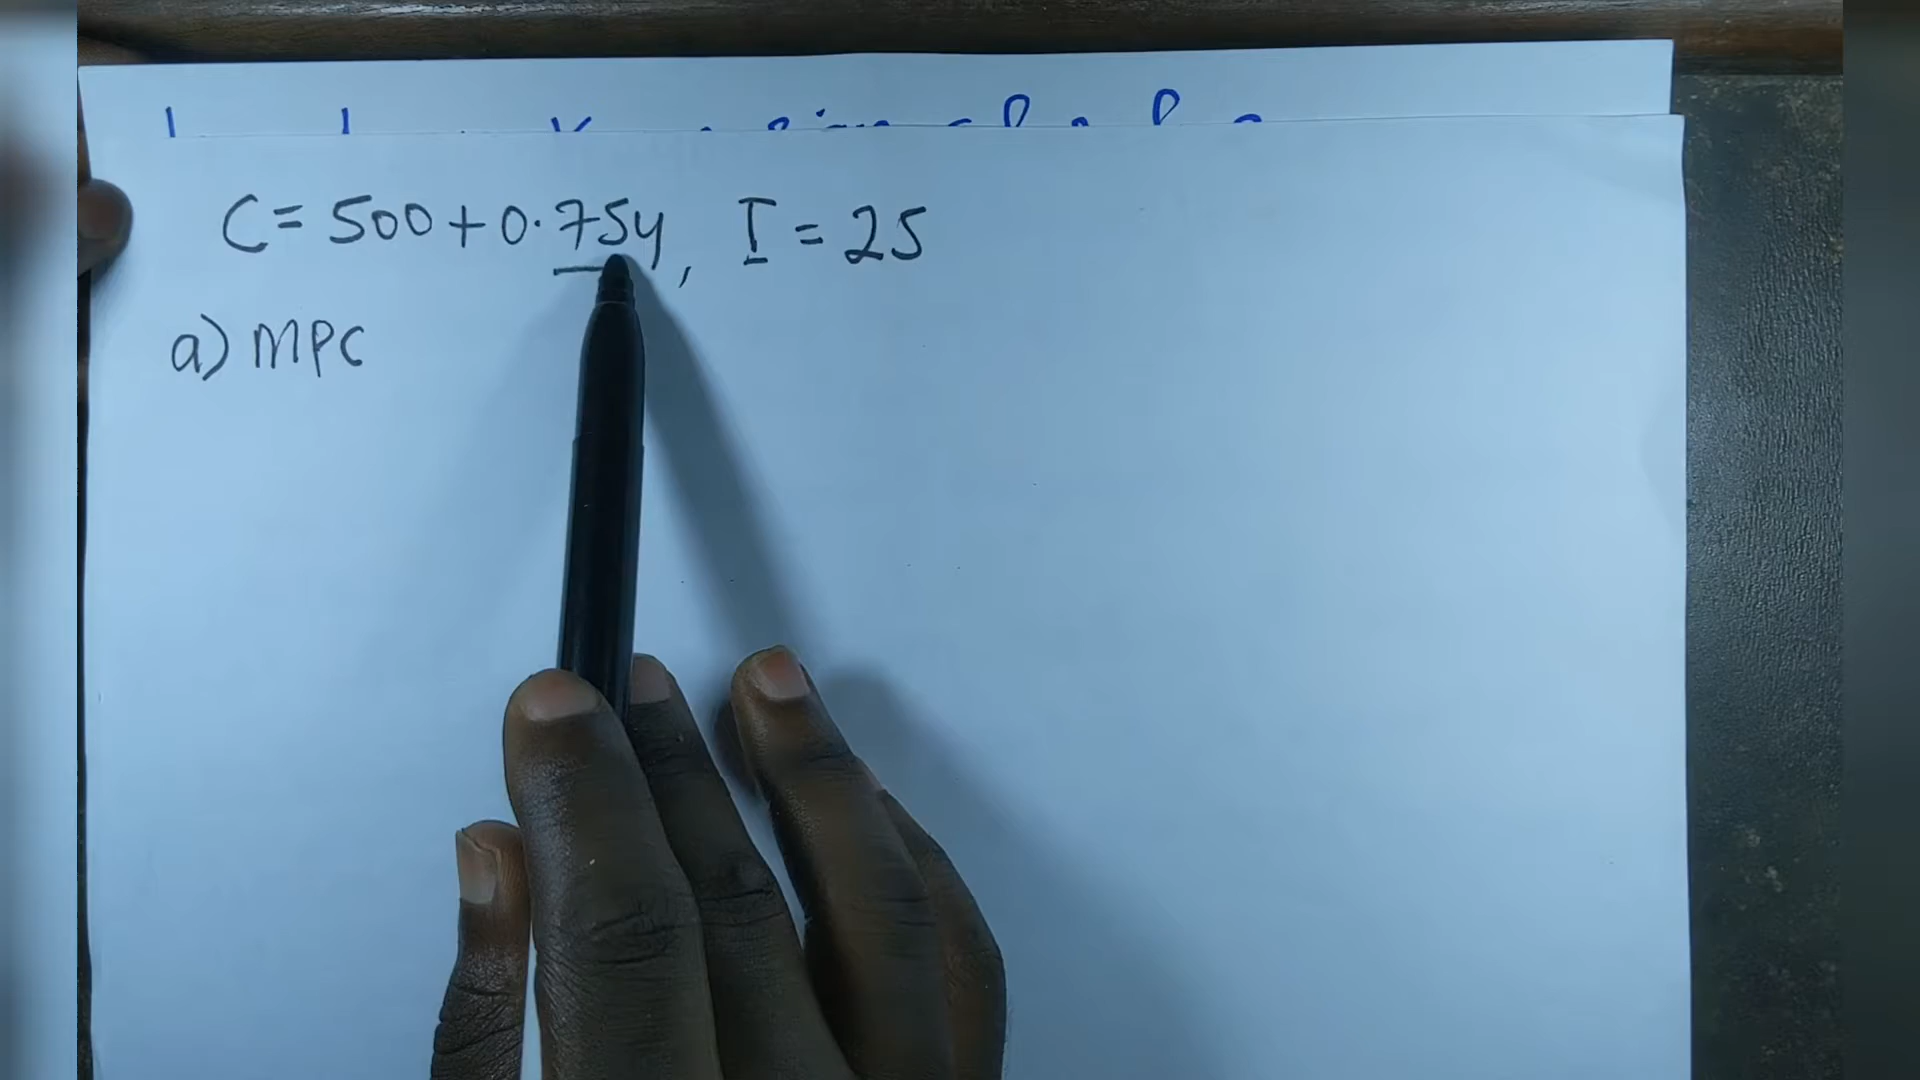 C = 500 + 0.75y, I = 25
a) MPC